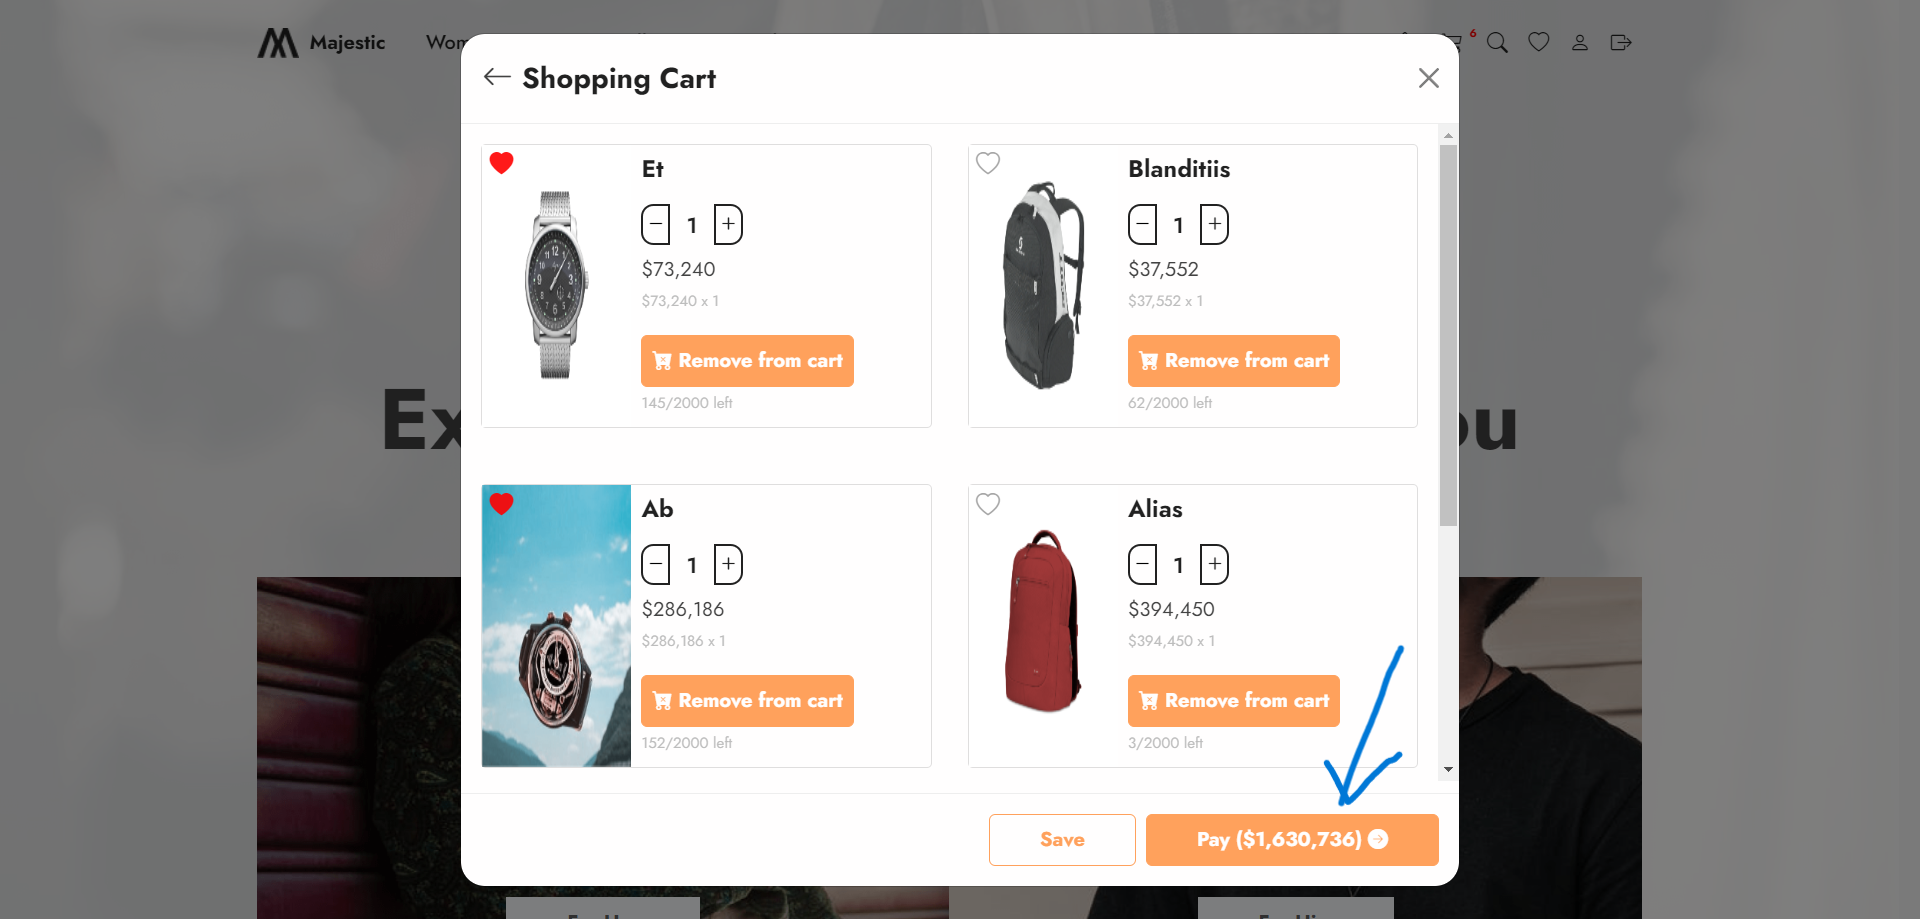 Majestic
6
Shopping Cart
Et
1
$73,240
$73,240 x 1
Remove from cart
145/2000 left
Blanditiis
1
$37,552
$37,552 x 1
Remove from cart
62/2000 left
Ab
1
$286,186
$286,186 x 1
Remove from cart
152/2000 left
Alias
1
$394,450
$394,450 x 1
Remove from cart
3/2000 left
Save
Pay ($1,630,736)